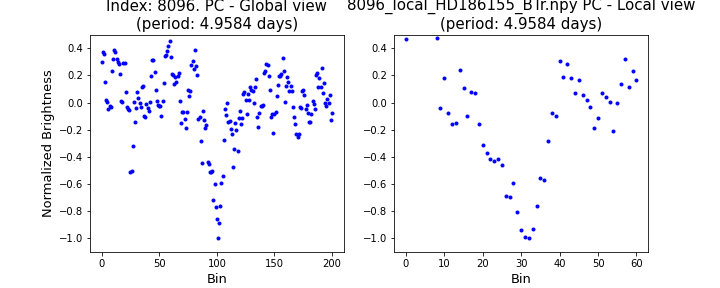 Index: 8096. PC - Global view
(period: 4.9584 days)
8096_local_HD186155_BTr.npy PC - Local view
(period: 4.9584 days)
Normalized Brightness
0.4
0.2
0.0
−0.2
−0.4
−0.6
−0.8
−1.0
0 50 100 150 200
Bin
0.4
0.2
0.0
−0.2
−0.4
−0.6
−0.8
−1.0
0 10 20 30 40 50 60
Bin